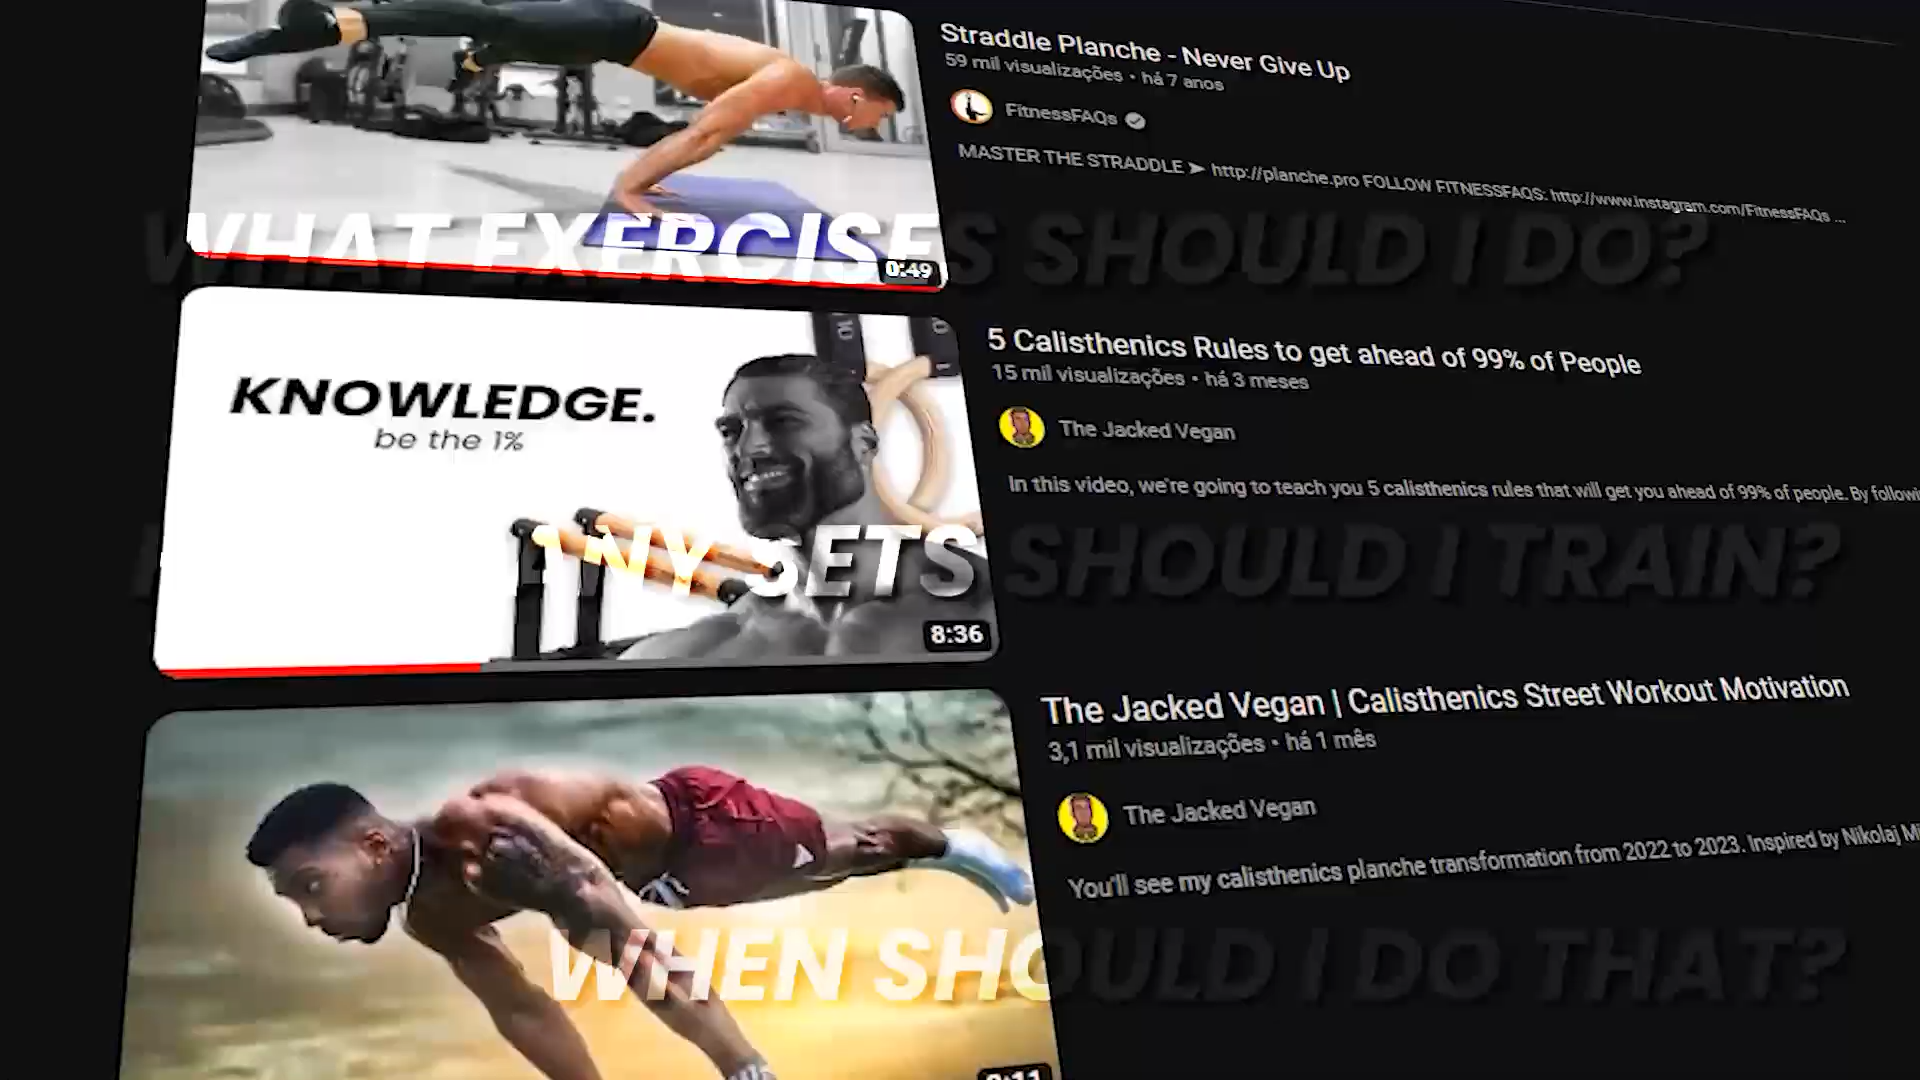 Straddle Planche - Never Give Up
59 mil visualizações • há 7 anos
FitnessFAQs
MASTER THE STRADDLE ➤ http://planche.pro FOLLOW FITNESSFAQS: http://www.instagram.com/FitnessFAQs ...
WHAT EXERCISES SHOULD I DO?
0:49
10
KNOWLEDGE.
be the 1%
8:36
5 Calisthenics Rules to get ahead of 99% of People
15 mil visualizações • há 3 meses
The Jacked Vegan
In this video, we're going to teach you 5 calisthenics rules that will get you ahead of 99% of people. By
ANY SETS SHOULD I TRAIN?
The Jacked Vegan | Calisthenics Street Workout Motivation
3,1 mil visualizações • há 1 mês
The Jacked Vegan
You'll see my calisthenics planche transformation from 2022 to 2023. Inspired by Nikolaj
WHEN SHOULD I DO THAT?